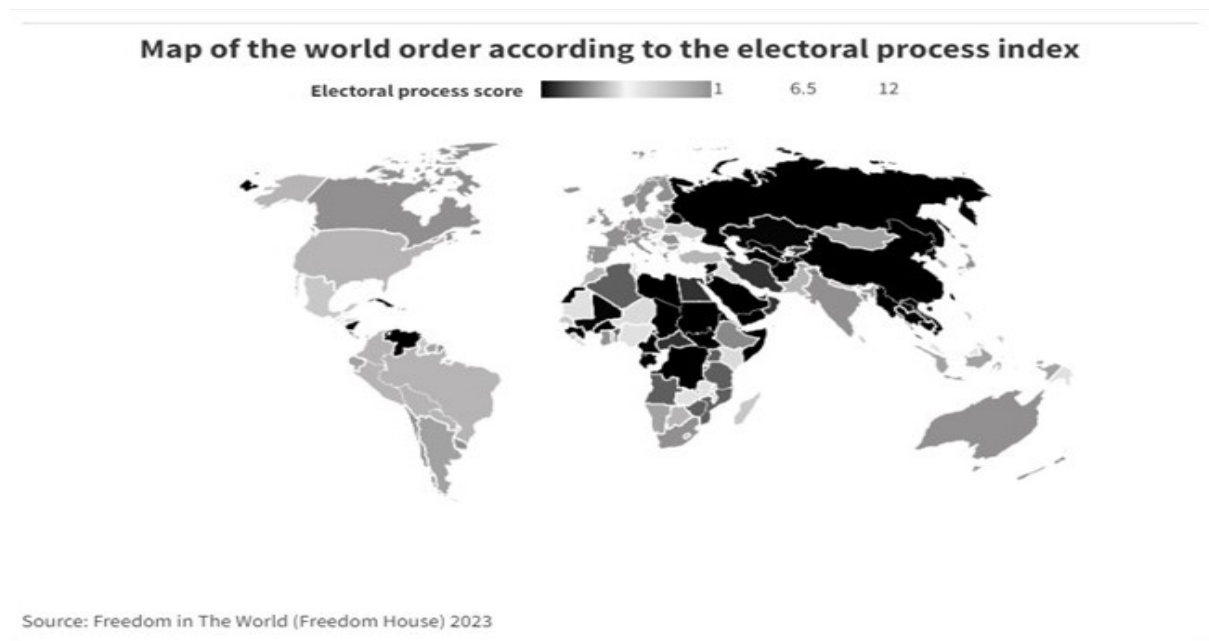 Map of the world order according to the electoral process index
Electoral process score 1 6.5 12
Source: Freedom in The World (Freedom House) 2023